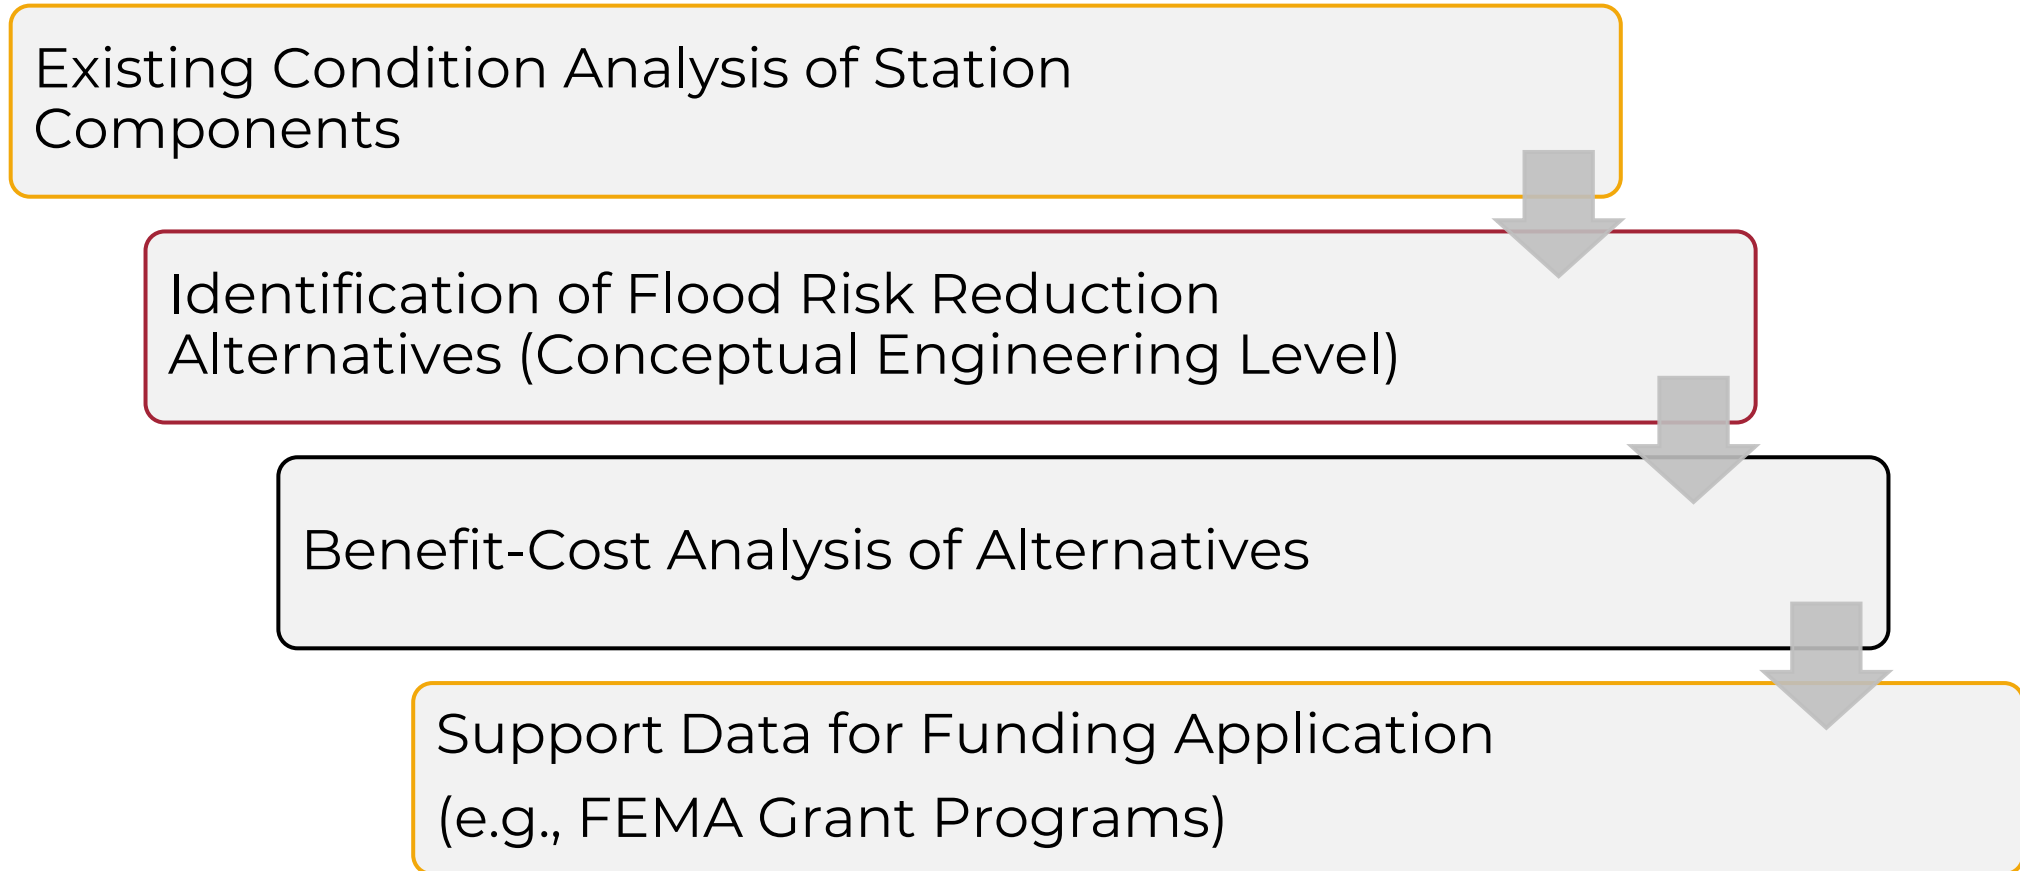 Existing Condition Analysis of Station
Components
Identification of Flood Risk Reduction
Alternatives (Conceptual Engineering Level)
Benefit-Cost Analysis of Alternatives
Support Data for Funding Application
(e.g., FEMA Grant Programs)